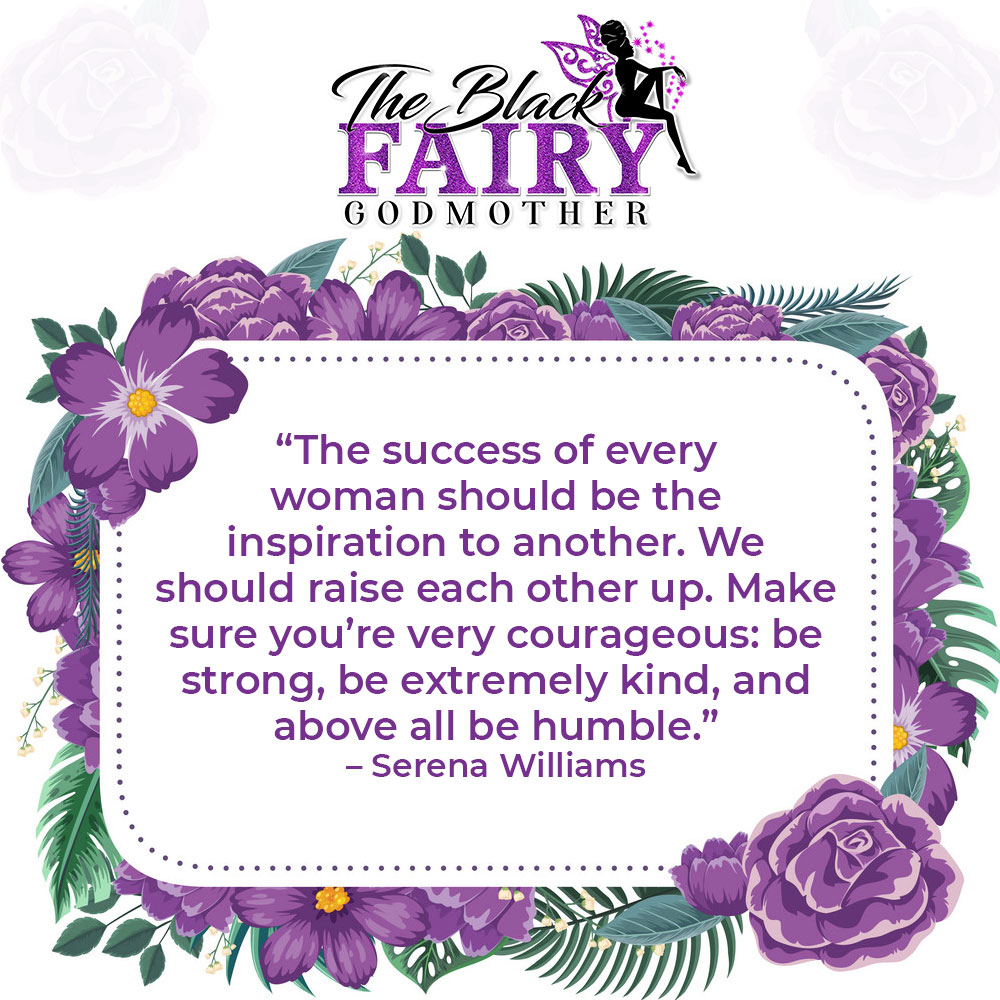 The Black
FAIRY
GODMOTHER
“The success of every
woman should be the
inspiration to another. We
should raise each other up. Make
sure you’re very courageous: be
strong, be extremely kind, and
above all be humble.”
– Serena Williams